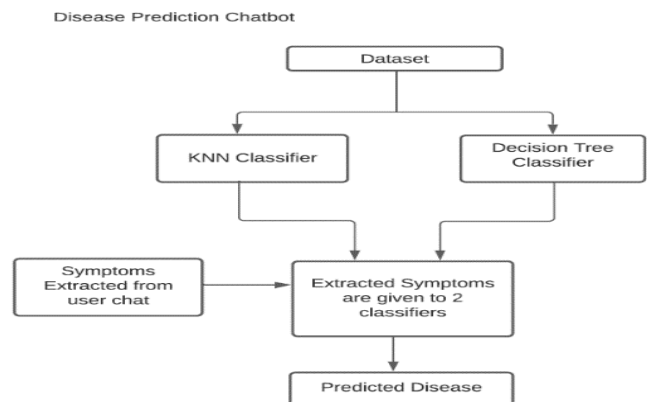 Disease Prediction Chatbot
Dataset
KNN Classifier
Decision Tree
Classifier
Symptoms
Extracted from
user chat
Extracted Symptoms
are given to 2
classifiers
Predicted Disease